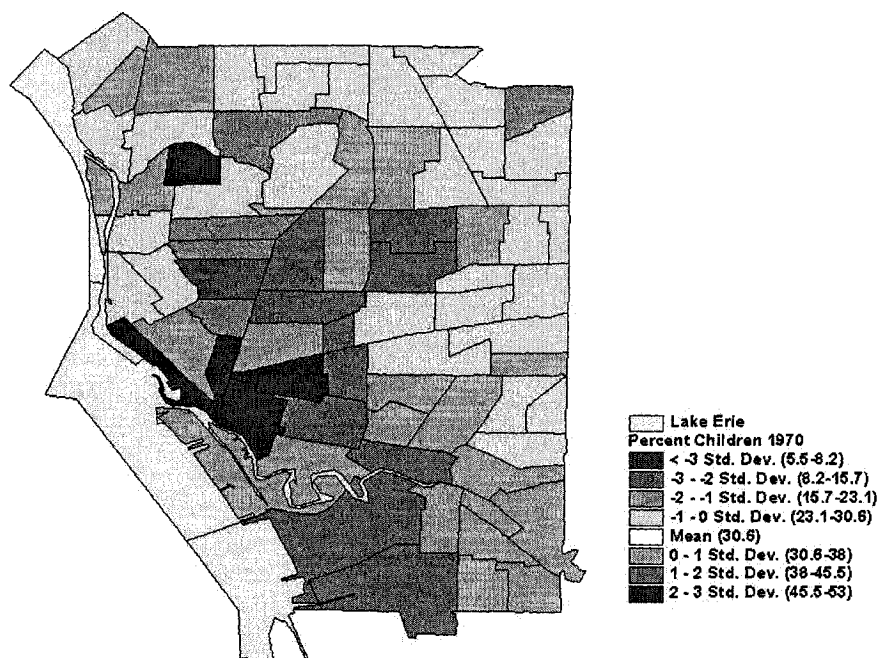 Lake Erie
Percent Children 1970
< -3 Std. Dev. (5.5-8.2)
-3 - -2 Std. Dev. (8.2-15.7)
-2 - -1 Std. Dev. (15.7-23.1)
-1 - 0 Std. Dev. (23.1-30.6)
Mean (30.6)
0 - 1 Std. Dev. (30.6-38)
1 - 2 Std. Dev. (38-45.5)
2 - 3 Std. Dev. (45.5-53)